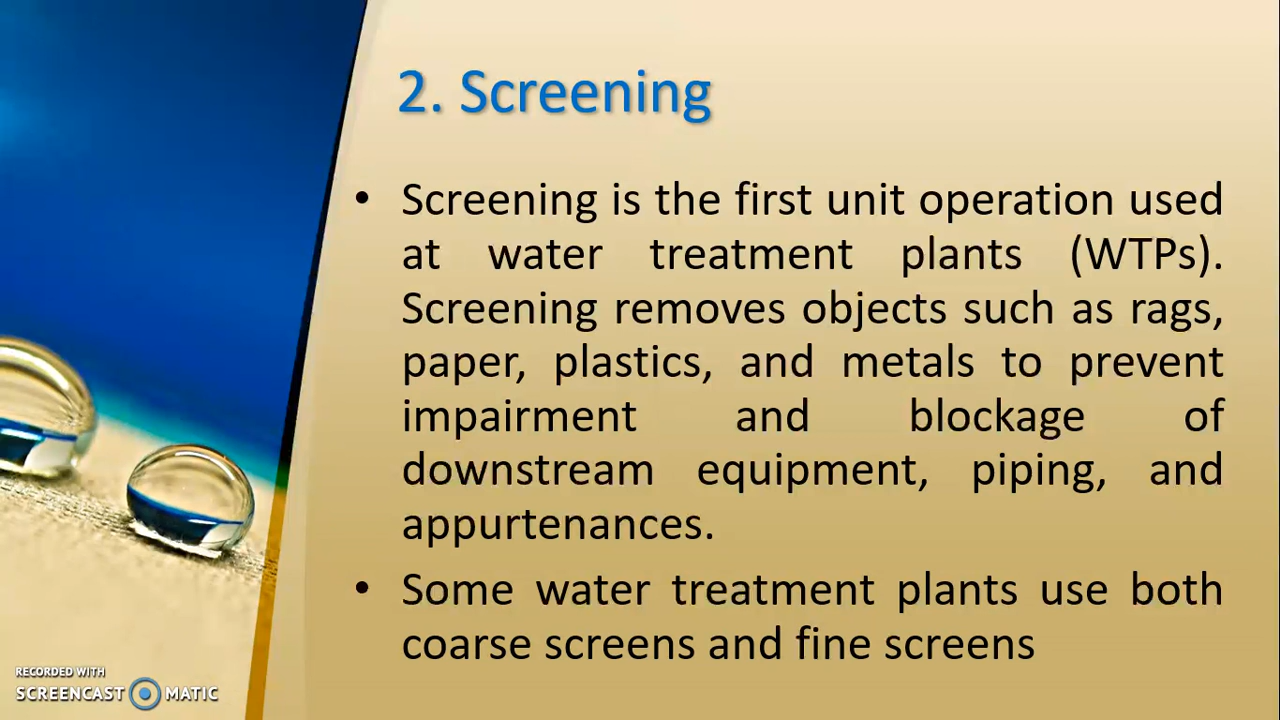 2. Screening
• Screening is the first unit operation used
at water treatment plants (WTPs).
Screening removes objects such as rags,
paper, plastics, and metals to prevent
impairment and blockage of
downstream equipment, piping, and
appurtenances.
• Some water treatment plants use both
coarse screens and fine screens
RECORDED WITH
SCREENCAST MATIC